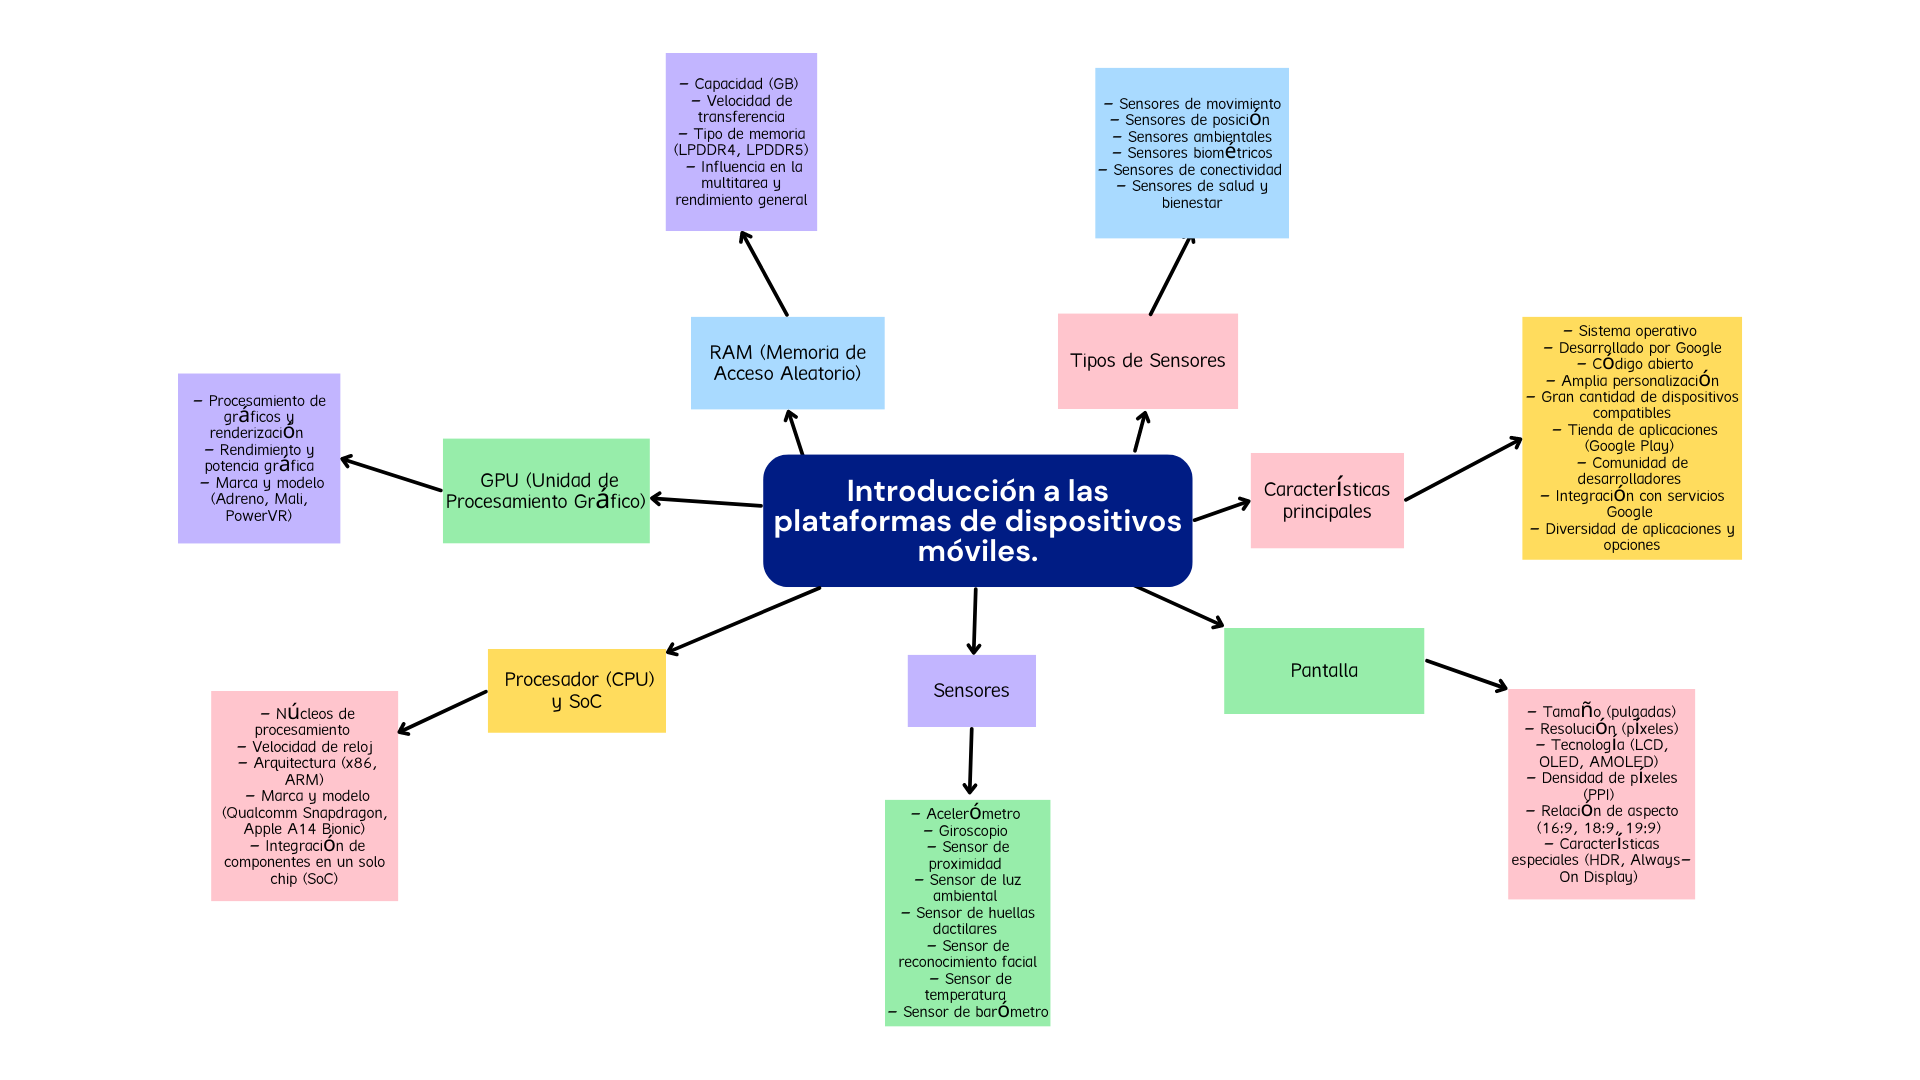 – Capacidad (GB)
– Velocidad de
transferencia
– Tipo de memoria
(LPDDR4, LPDDR5)
– Influencia en la
multitarea y
rendimiento general
– Sensores de movimiento
– Sensores de posición
– Sensores ambientales
– Sensores biométricos
– Sensores de conectividad
– Sensores de salud y
bienestar
RAM (Memoria de
Acceso Aleatorio)
Tipos de Sensores
– Sistema operativo
– Desarrollado por Google
– Código abierto
– Amplia personalización
– Gran cantidad de dispositivos
compatibles
– Tienda de aplicaciones
(Google Play)
– Comunidad de
desarrolladores
– Integración con servicios
Google
– Diversidad de aplicaciones y
opciones
– Procesamiento de
gráficos y
renderización
– Rendimiento y
potencia gráfica
– Marca y modelo
(Adreno, Mali,
PowerVR)
GPU (Unidad de
Procesamiento Gráfico)
Introducción a las
plataformas de dispositivos
móviles.
Características
principales
Procesador (CPU)
y SoC
Sensores
Pantalla
– Núcleos de
procesamiento
– Velocidad de reloj
– Arquitectura (x86,
ARM)
– Marca y modelo
(Qualcomm Snapdragon,
Apple A14 Bionic)
– Integración de
componentes en un solo
chip (SoC)
– Acelerómetro
– Giroscopio
– Sensor de
proximidad
– Sensor de luz
ambiental
– Sensor de huellas
dactilares
– Sensor de
reconocimiento facial
– Sensor de
temperatura
– Sensor de barómetro
– Tamaño (pulgadas)
– Resolución (píxeles)
– Tecnología (LCD,
OLED, AMOLED)
– Densidad de píxeles
(PPI)
– Relación de aspecto
(16:9, 18:9, 19:9)
– Características
especiales (HDR, Always–
On Display)